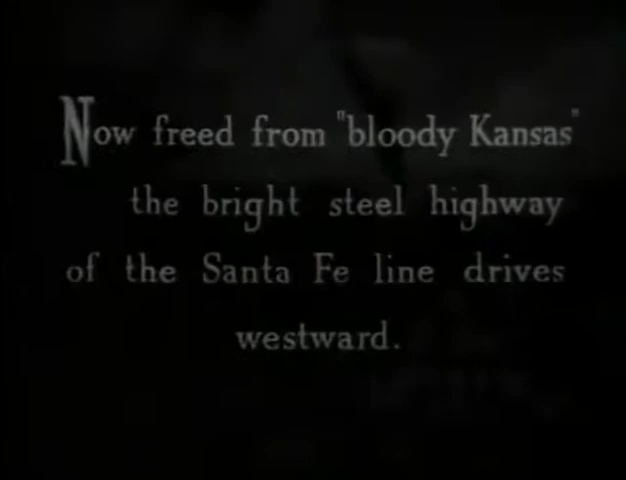 Now freed from "bloody Kansas"
the bright steel highway
of the Santa Fe line drives
westward.